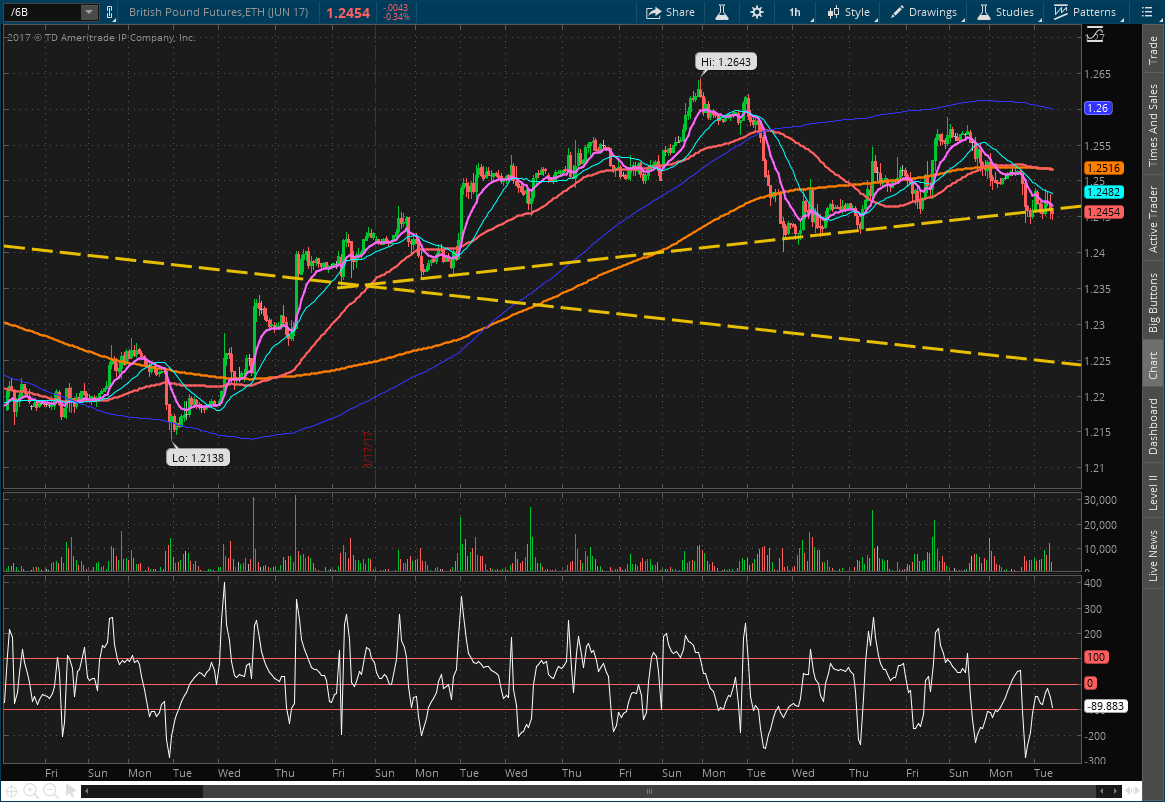 /6B British Pound Futures,ETH (JUN 17) 1.2454 -.0043 -0.34% Share 1h Style Drawings Studies Patterns
2017 © TD Ameritrade IP Company, Inc.
Hi: 1.2643
Lo: 1.2138
3/17/17
1.27
1.265
1.26
1.255
1.2516
1.25
1.2482
1.2454
1.245
1.24
1.235
1.23
1.225
1.22
1.215
1.21
30,000
20,000
10,000
0
400
300
200
100
0
-89.883
-200
-300
Fri Sun Mon Tue Wed Thu Fri Sun Mon Tue Wed Thu Fri Sun Mon Tue Wed Thu Fri Sun Mon Tue
Trade
Times And Sales
Active Trader
Big Buttons
Chart
Dashboard
Level II
Live News